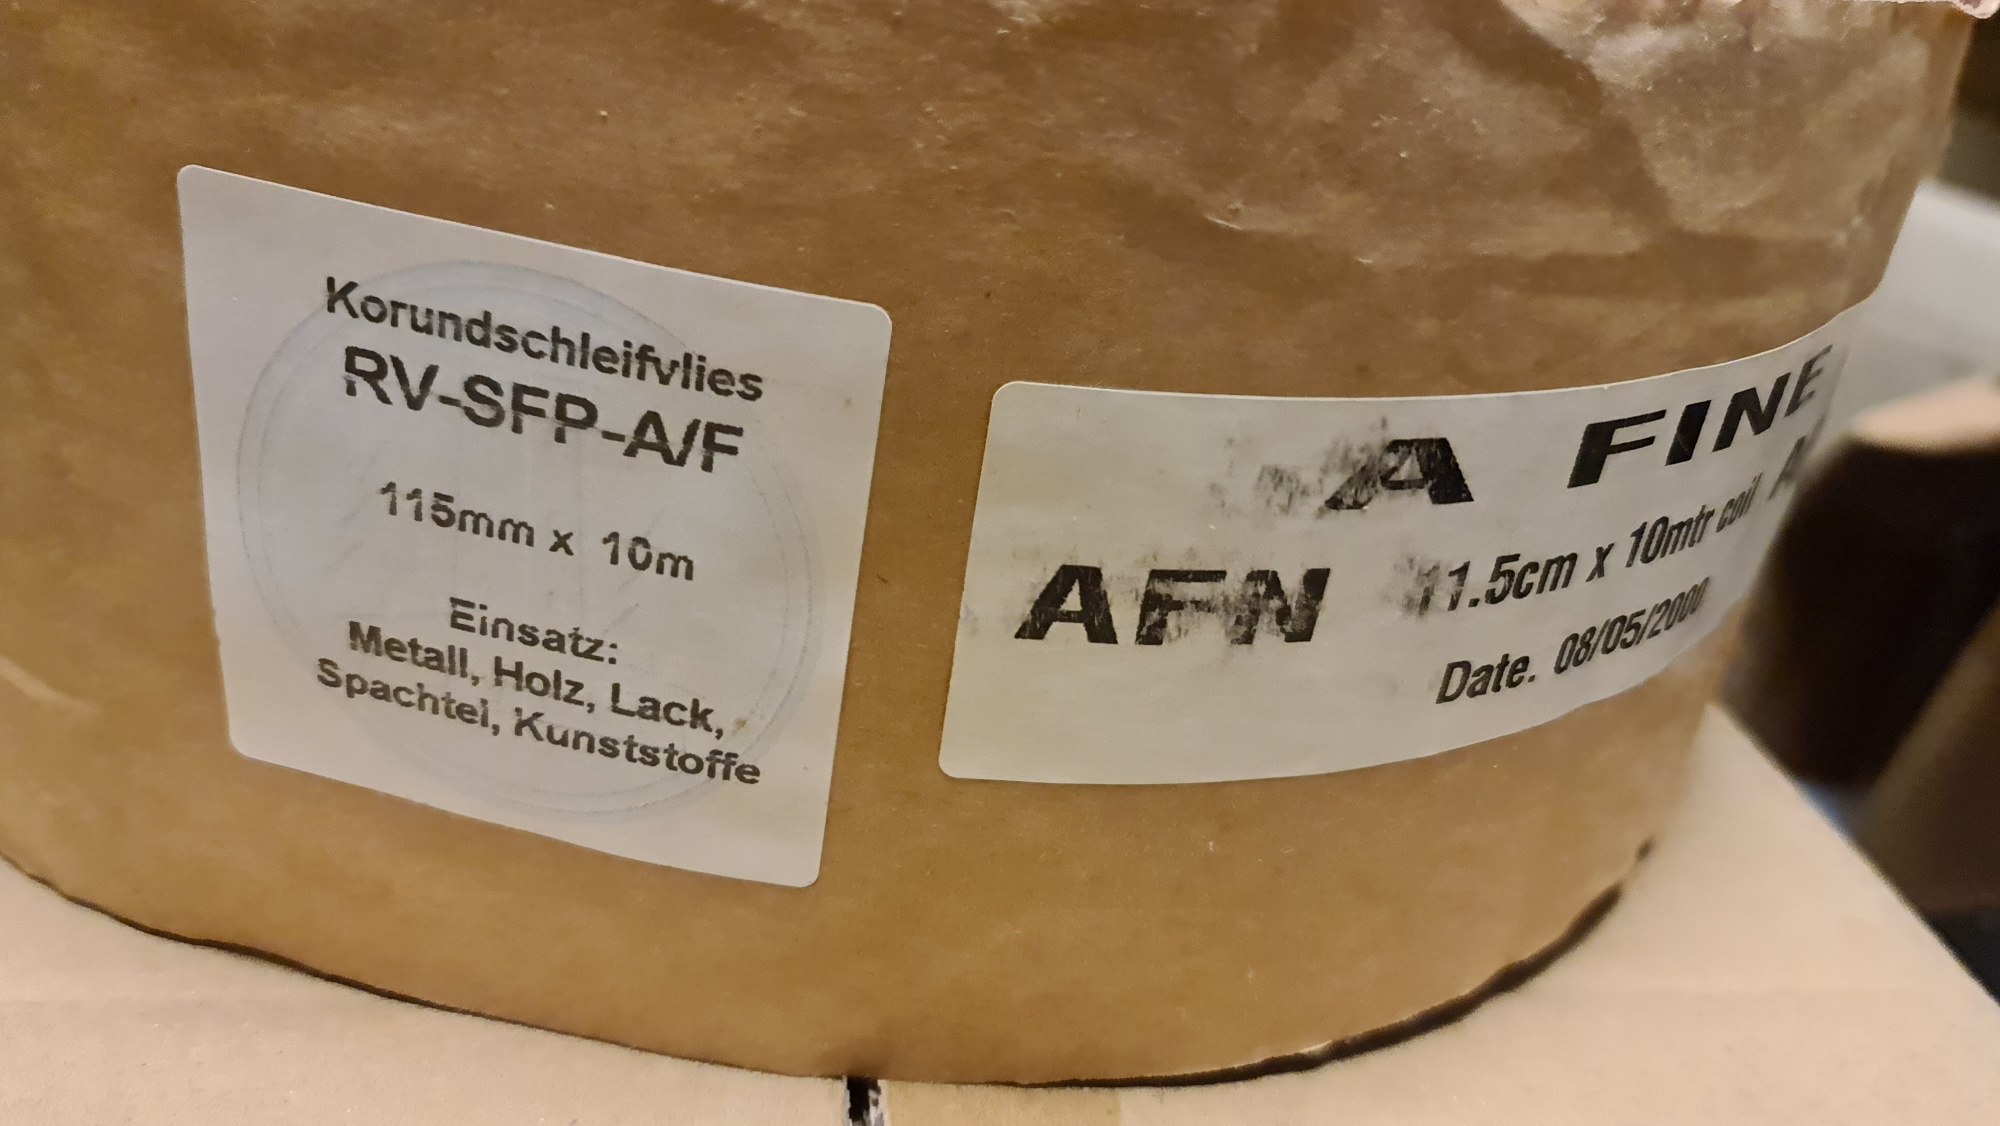 Korundschleifvlies
RV-SFP-A/F
115mm x 10m
Einsatz:
Metall, Holz, Lack,
Spachtel, Kunststoffe
A FINE
AFN 11.5cm x 10mtr coil
Date. 08/05/2000